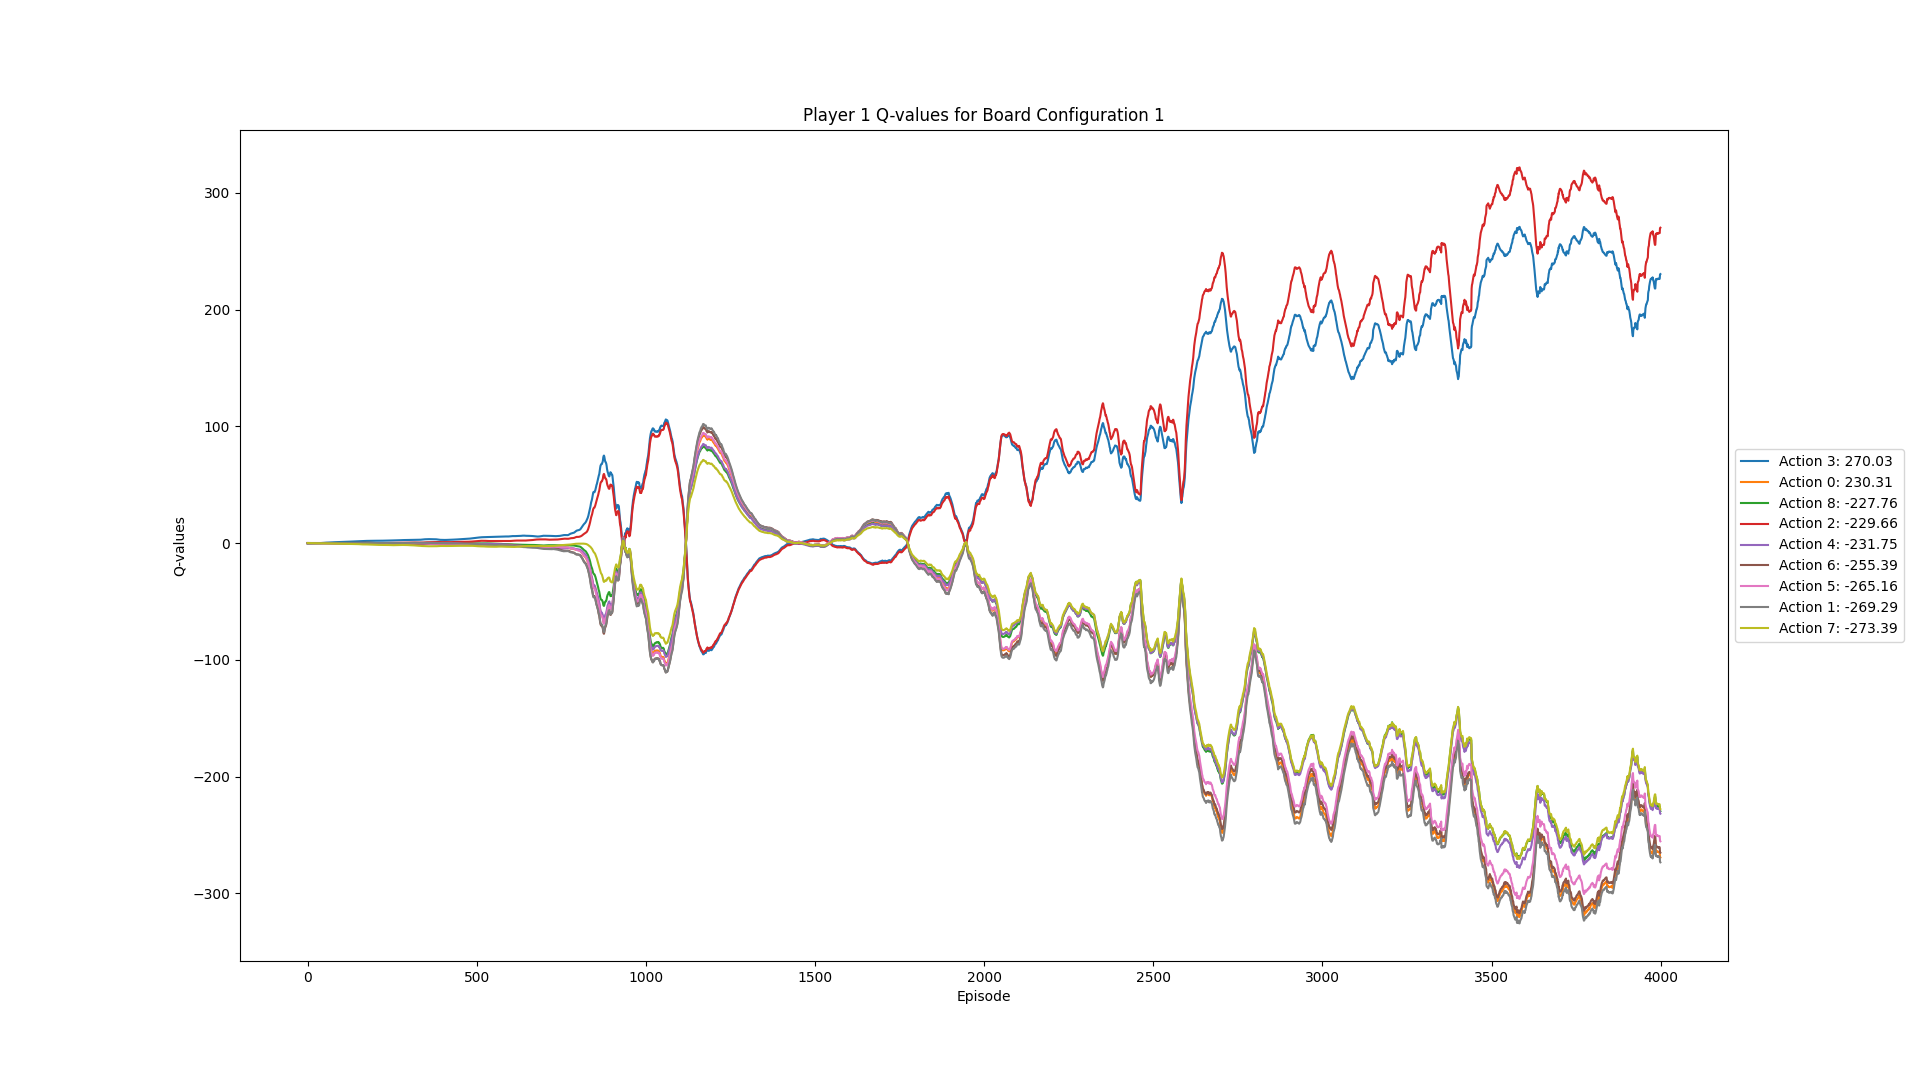 Player 1 Q-values for Board Configuration 1
300
200
100
0
−100
−200
−300
Q-values
0
500
1000
1500
2000
2500
3000
3500
4000
Episode
Action 3: 270.03
Action 0: 230.31
Action 8: -227.76
Action 2: -229.66
Action 4: -231.75
Action 6: -255.39
Action 5: -265.16
Action 1: -269.29
Action 7: -273.39